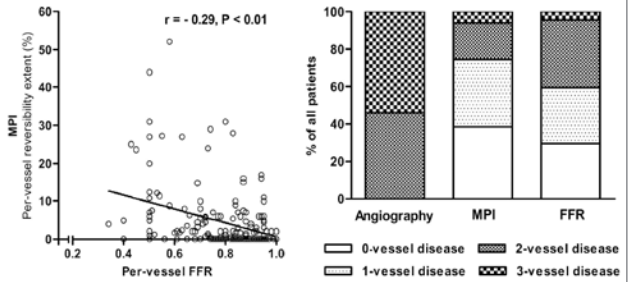 r = - 0.29, P < 0.01
MPI
Per-vessel reversibility extent (%)
60
50
40
30
20
10
0
0.2
0.4
0.6
0.8
1.0
Per-vessel FFR
% of all patients
100
80
60
40
20
0
Angiography
MPI
FFR
0-vessel disease
2-vessel disease
1-vessel disease
3-vessel disease